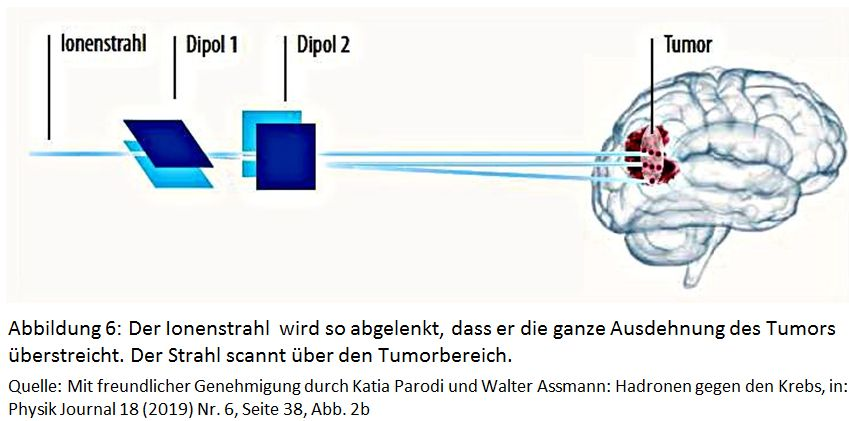 Ionenstrahl Dipol 1 Dipol 2 Tumor
Abbildung 6: Der Ionenstrahl wird so abgelenkt, dass er die ganze Ausdehnung des Tumors
überstreicht. Der Strahl scannt über den Tumorbereich.
Quelle: Mit freundlicher Genehmigung durch Katia Parodi und Walter Assmann: Hadronen gegen den Krebs, in:
Physik Journal 18 (2019) Nr. 6, Seite 38, Abb. 2b